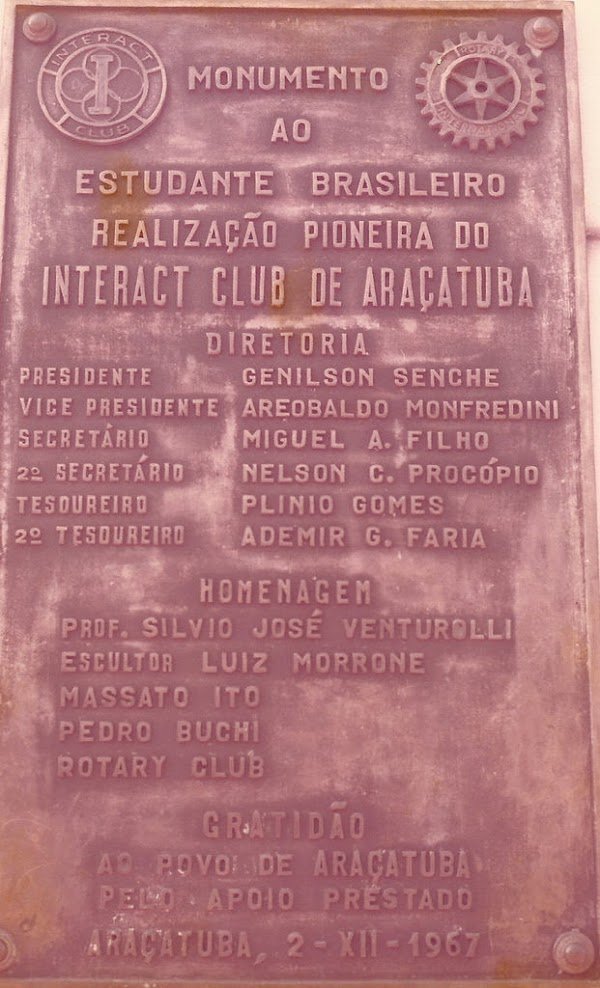 INTERACT
I
CLUB
ROTARY
INTERNATIONAL
MONUMENTO
AO
ESTUDANTE BRASILEIRO
REALIZAÇÃO PIONEIRA DO
INTERACT CLUB DE ARAÇATUBA
DIRETORIA
PRESIDENTE GENILSON SENCHE
VICE PRESIDENTE AREOBALDO MONFREDINI
SECRETÁRIO MIGUEL A. FILHO
2º SECRETÁRIO NELSON C. PROCÓPIO
TESOUREIRO PLINIO GOMES
2º TESOUREIRO ADEMIR G. FARIA
HOMENAGEM
PROF. SILVIO JOSÉ VENTUROLLI
ESCULTOR LUIZ MORRONE
MASSATO ITO
PEDRO BUCHI
ROTARY CLUB
GRATIDÃO
AO POVO DE ARAÇATUBA
PELO APOIO PRESTADO
ARAÇATUBA, 2-XII-1967